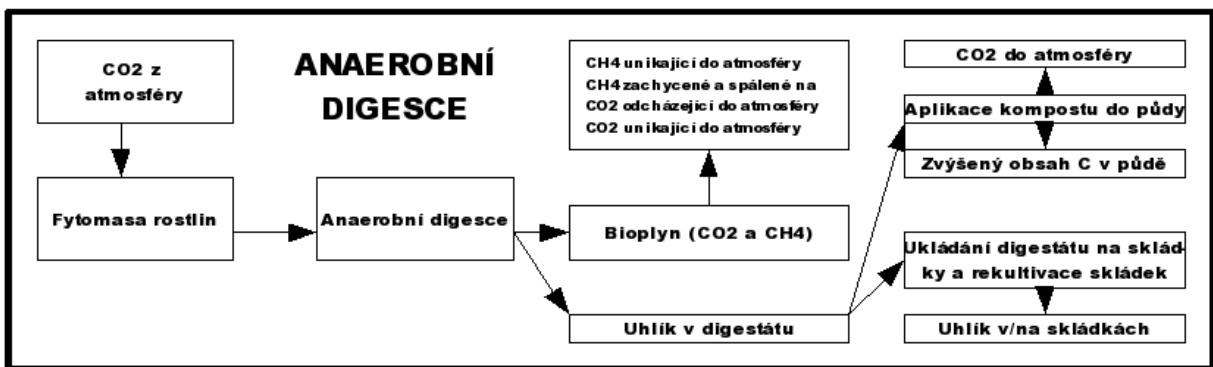 CO2 z
atmosféry
ANAEROBNÍ
DIGESCE
CH4 unikající do atmosféry
CH4 zachycené a spálené na
CO2 odcházející do atmosféry
CO2 unikající do atmosféry
CO2 do atmosféry
Aplikace kompostu do půdy
Zvýšený obsah C v půdě
Fytomasa rostlin
Anaerobní digesce
Bioplyn (CO2 a CH4)
Ukládání digestátu na sklád-
ky a rekultivace skládek
Uhlík v digestátu
Uhlík v/na skládkách